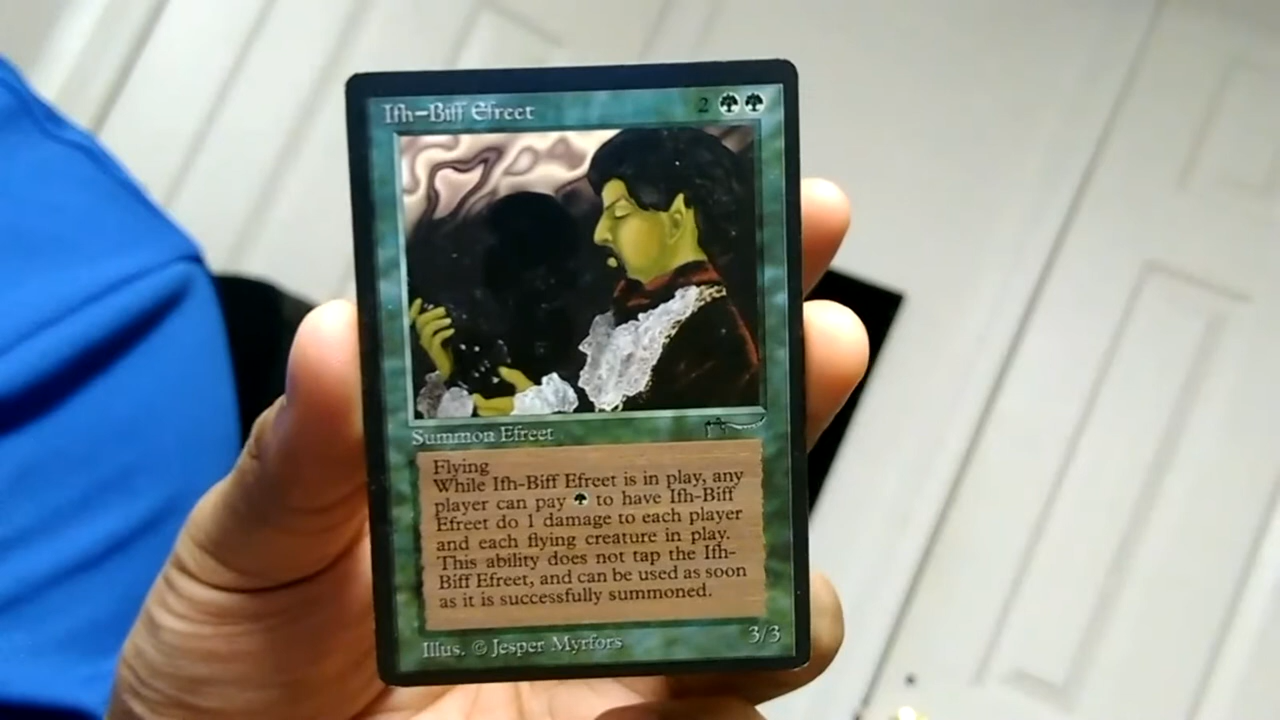 Ifh-Biff Efreet 2
Summon Efreet
Flying
While Ifh-Biff Efreet is in play, any
player can pay to have Ifh-Biff
Efreet do 1 damage to each player
and each flying creature in play.
This ability does not tap the Ifh-
Biff Efreet, and can be used as soon
as it is successfully summoned.
3/3
Illus. © Jesper Myrfors